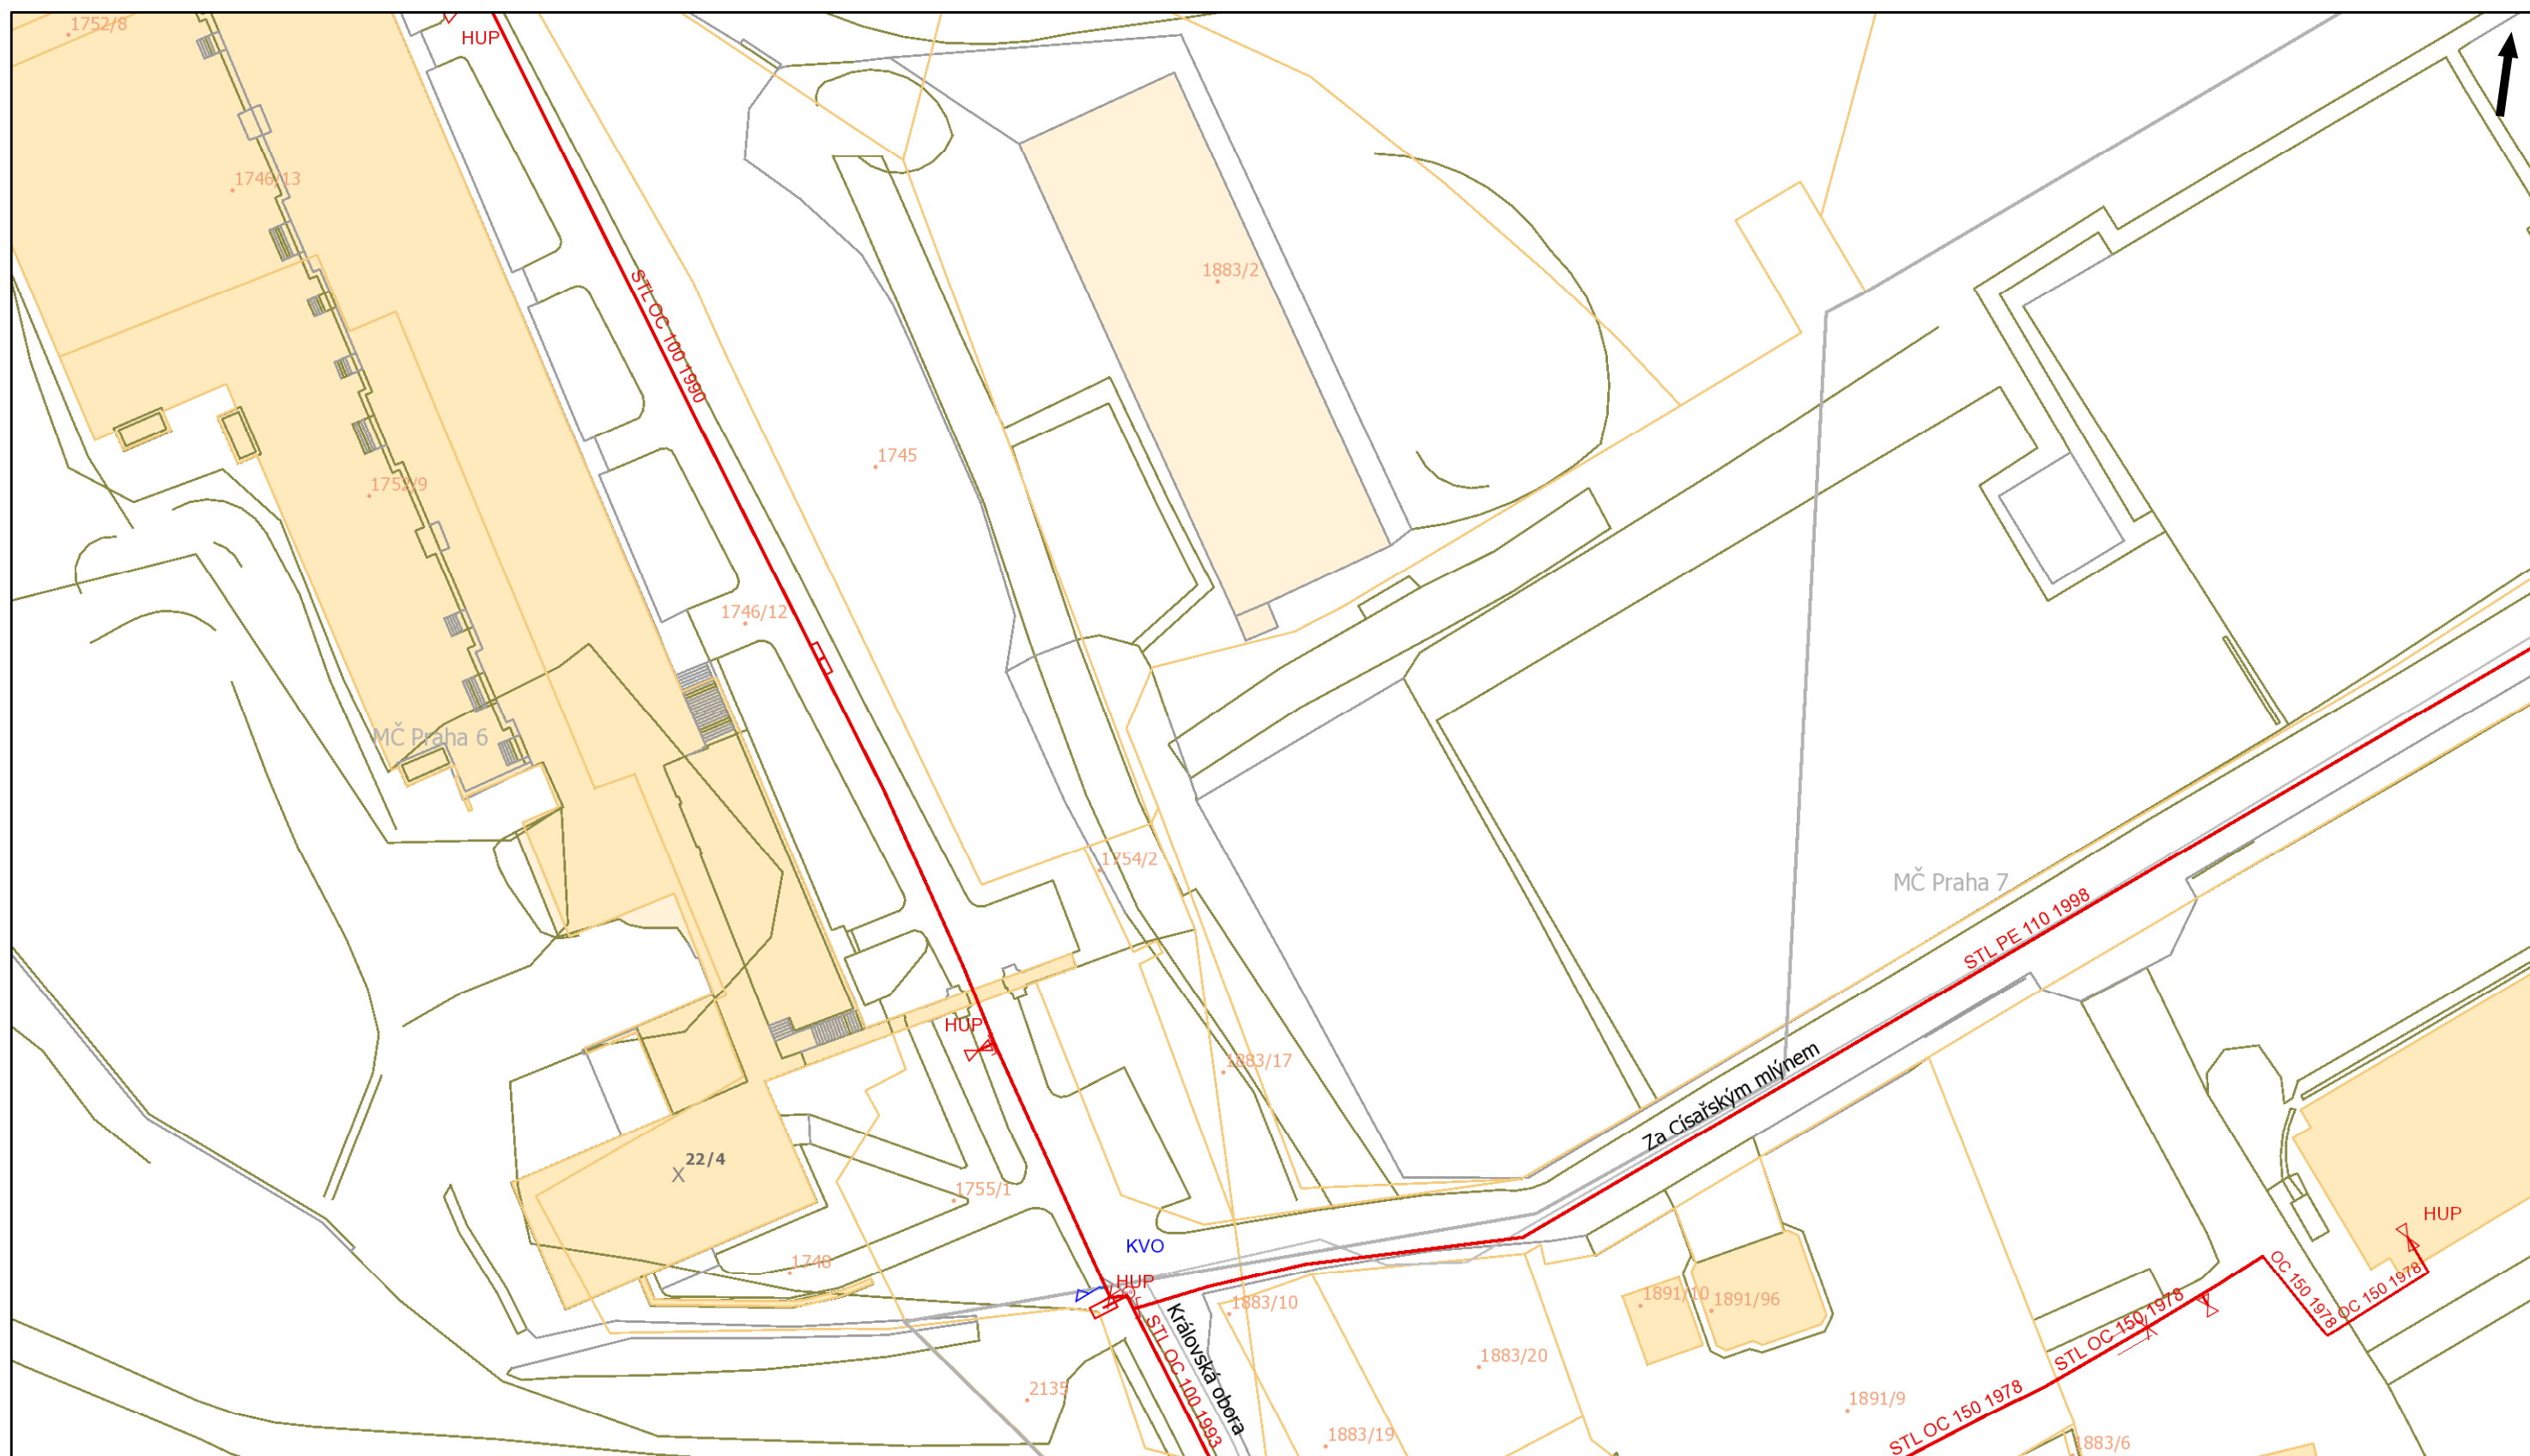 1752/8
HUP
1746/13
1883/2
STL OC 100 1990
1745
1752/9
1746/12
MČ Praha 6
1754/2
MČ Praha 7
STL PE 110 1998
HUP
1883/17
Za Císařským mlýnem
22/4
X
1755/1
HUP
KVO
1748
HUP
OC 150 1978
OC 150 1978
1883/10
1891/10
1891/96
STL OC 150 1978
STL OC 100 1993
Královská obora
1883/20
2135
1891/9
STL OC 150 1978
1883/19
1883/6